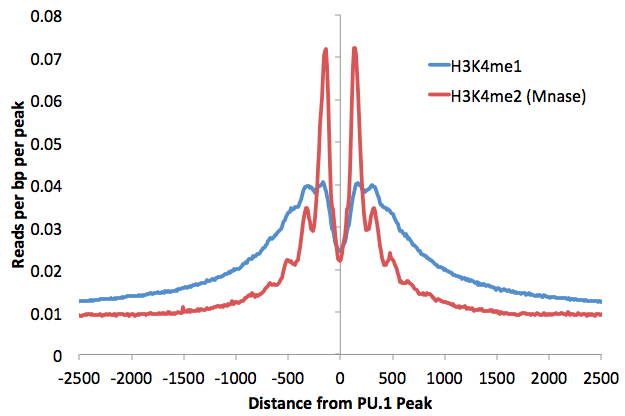 0.08
0.07
0.06
0.05
0.04
0.03
0.02
0.01
0
Reads per bp per peak
H3K4me1
H3K4me2 (Mnase)
-2500 -2000 -1500 -1000 -500 0 500 1000 1500 2000 2500
Distance from PU.1 Peak